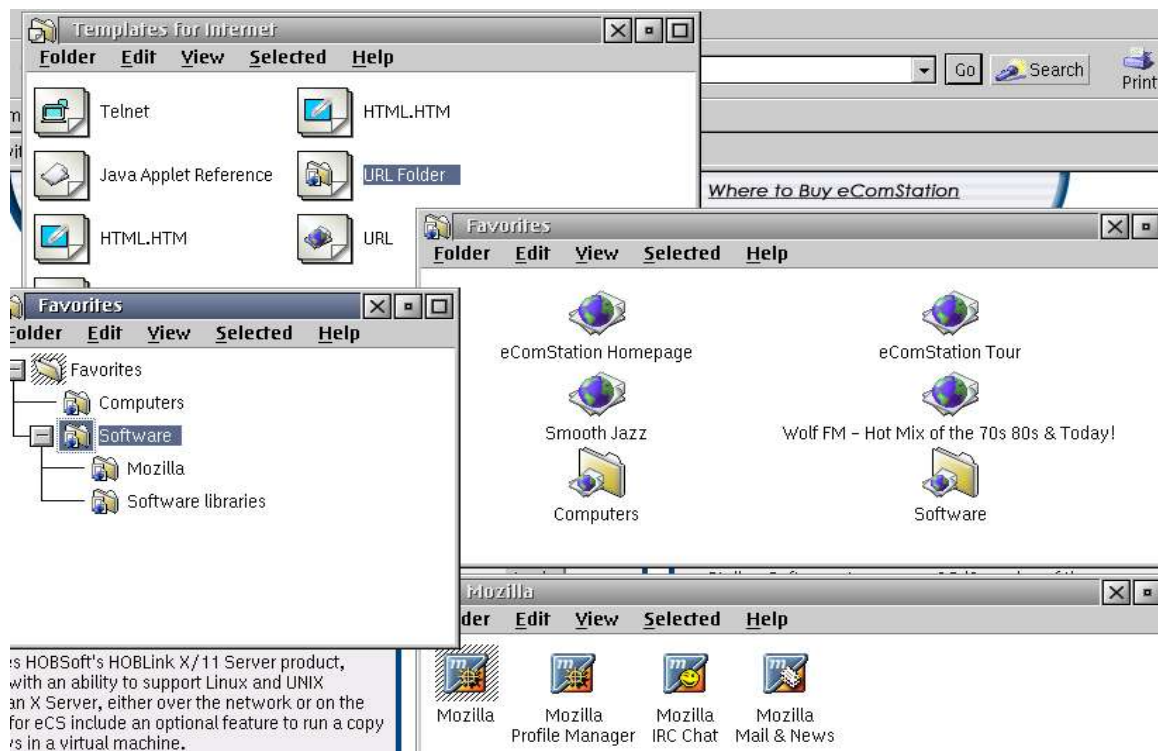 Templates for Internet
Folder Edit View Selected Help
Telnet
HTML.HTM
Java Applet Reference
URL Folder
HTML.HTM
URL
Go
Search
Print
Where to Buy eComStation
Favorites
Folder Edit View Selected Help
eComStation Homepage
eComStation Tour
Smooth Jazz
Wolf FM – Hot Mix of the 70s 80s & Today!
Computers
Software
Favorites
Folder Edit View Selected Help
Favorites
Computers
Software
Mozilla
Software libraries
Mozilla
Edit View Selected Help
Mozilla
Mozilla
Profile Manager
Mozilla
IRC Chat
Mozilla
Mail & News
HOBSoft's HOBLink X/11 Server product,
with an ability to support Linux and UNIX
an X Server, either over the network or on the
for eCS include an optional feature to run a copy
in a virtual machine.